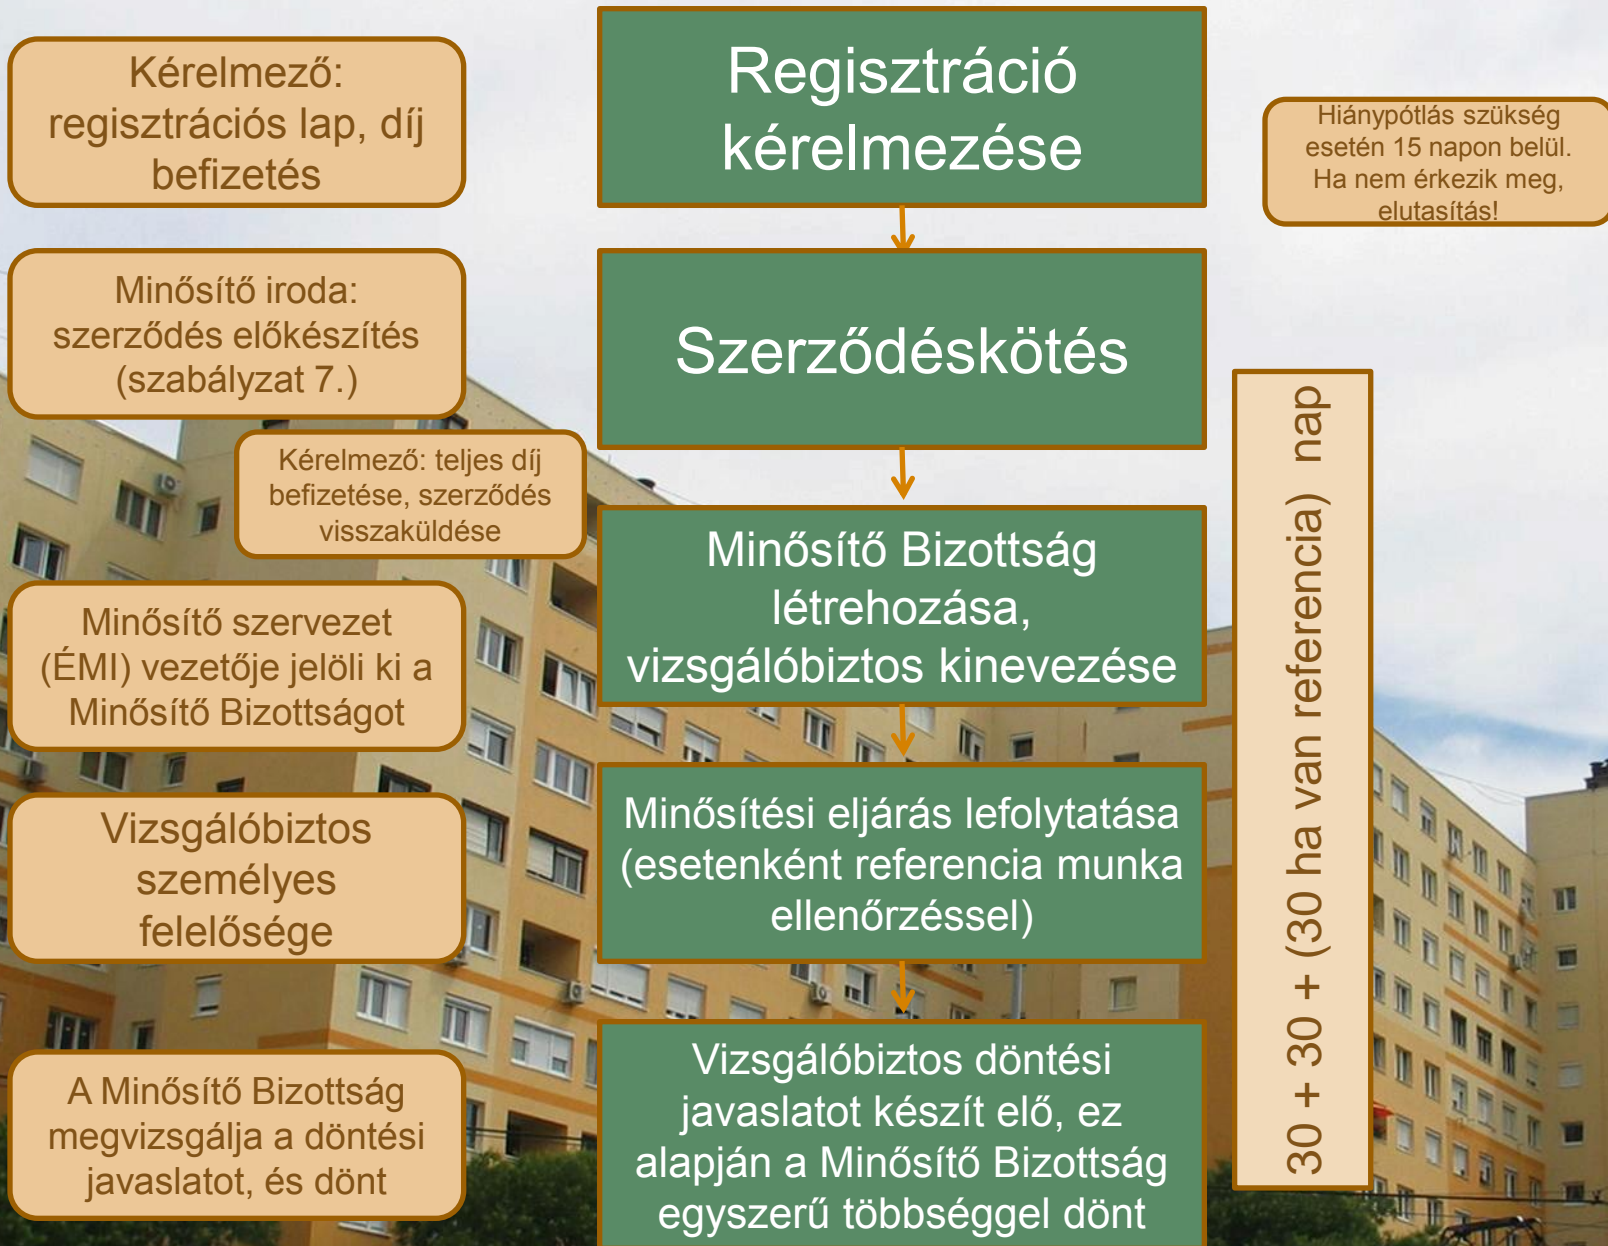 Kérelmező:
regisztrációs lap, díj
befizetés
Regisztráció
kérelmezése
Hiánypótlás szükség
esetén 15 napon belül.
Ha nem érkezik meg,
elutasítás!
Minősítő iroda:
szerződés előkészítés
(szabályzat 7.)
Szerződéskötés
Kérelmező: teljes díj
befizetése, szerződés
visszaküldése
Minősítő szervezet
(ÉMI) vezetője jelöli ki a
Minősítő Bizottságot
Minősítő Bizottság
létrehozása,
vizsgálóbiztos kinevezése
Vizsgálóbiztos
személyes
felelősége
Minősítési eljárás lefolytatása
(esetenként referencia munka
ellenőrzéssel)
A Minősítő Bizottság
megvizsgálja a döntési
javaslatot, és dönt
Vizsgálóbiztos döntési
javaslatot készít elő, ez
alapján a Minősítő Bizottság
egyszerű többséggel dönt
30 + 30 + (30 ha van referencia) nap